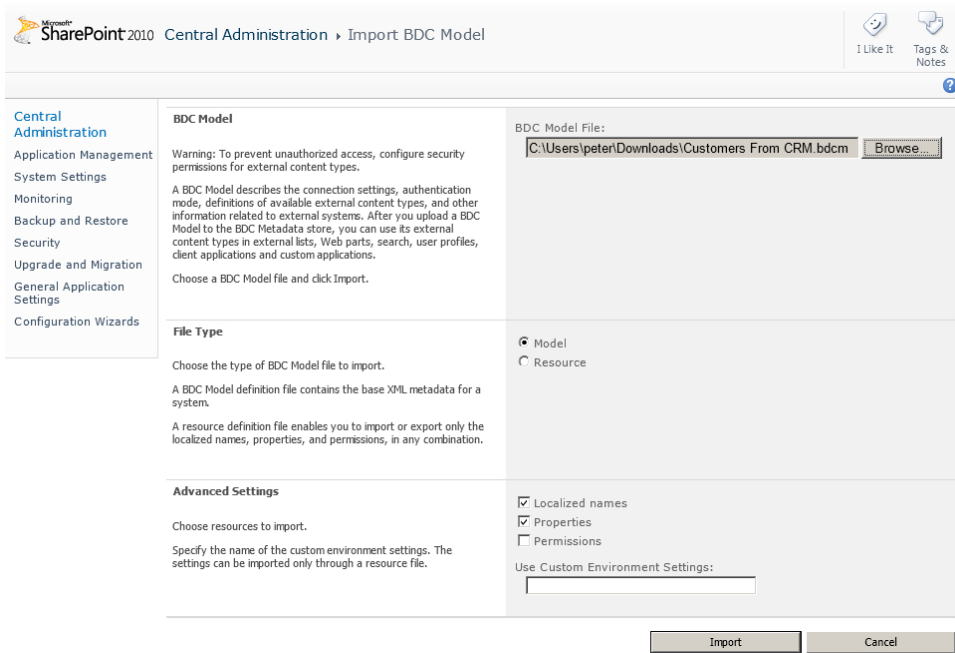 Microsoft®
SharePoint 2010 Central Administration ▸ Import BDC Model
I Like It
Tags &
Notes
Central
Administration
Application Management
System Settings
Monitoring
Backup and Restore
Security
Upgrade and Migration
General Application
Settings
Configuration Wizards
BDC Model
Warning: To prevent unauthorized access, configure security
permissions for external content types.
A BDC Model describes the connection settings, authentication
mode, definitions of available external content types, and other
information related to external systems. After you upload a BDC
Model to the BDC Metadata store, you can use its external
content types in external lists, Web parts, search, user profiles,
client applications and custom applications.
Choose a BDC Model file and click Import.
BDC Model File:
C:\Users\peter\Downloads\Customers From CRM.bdcm
Browse...
File Type
Choose the type of BDC Model file to import.
A BDC Model definition file contains the base XML metadata for a
system.
A resource definition file enables you to import or export only the
localized names, properties, and permissions, in any combination.
Model
Resource
Advanced Settings
Choose resources to import.
Specify the name of the custom environment settings. The
settings can be imported only through a resource file.
Localized names
Properties
Permissions
Use Custom Environment Settings:
Import
Cancel